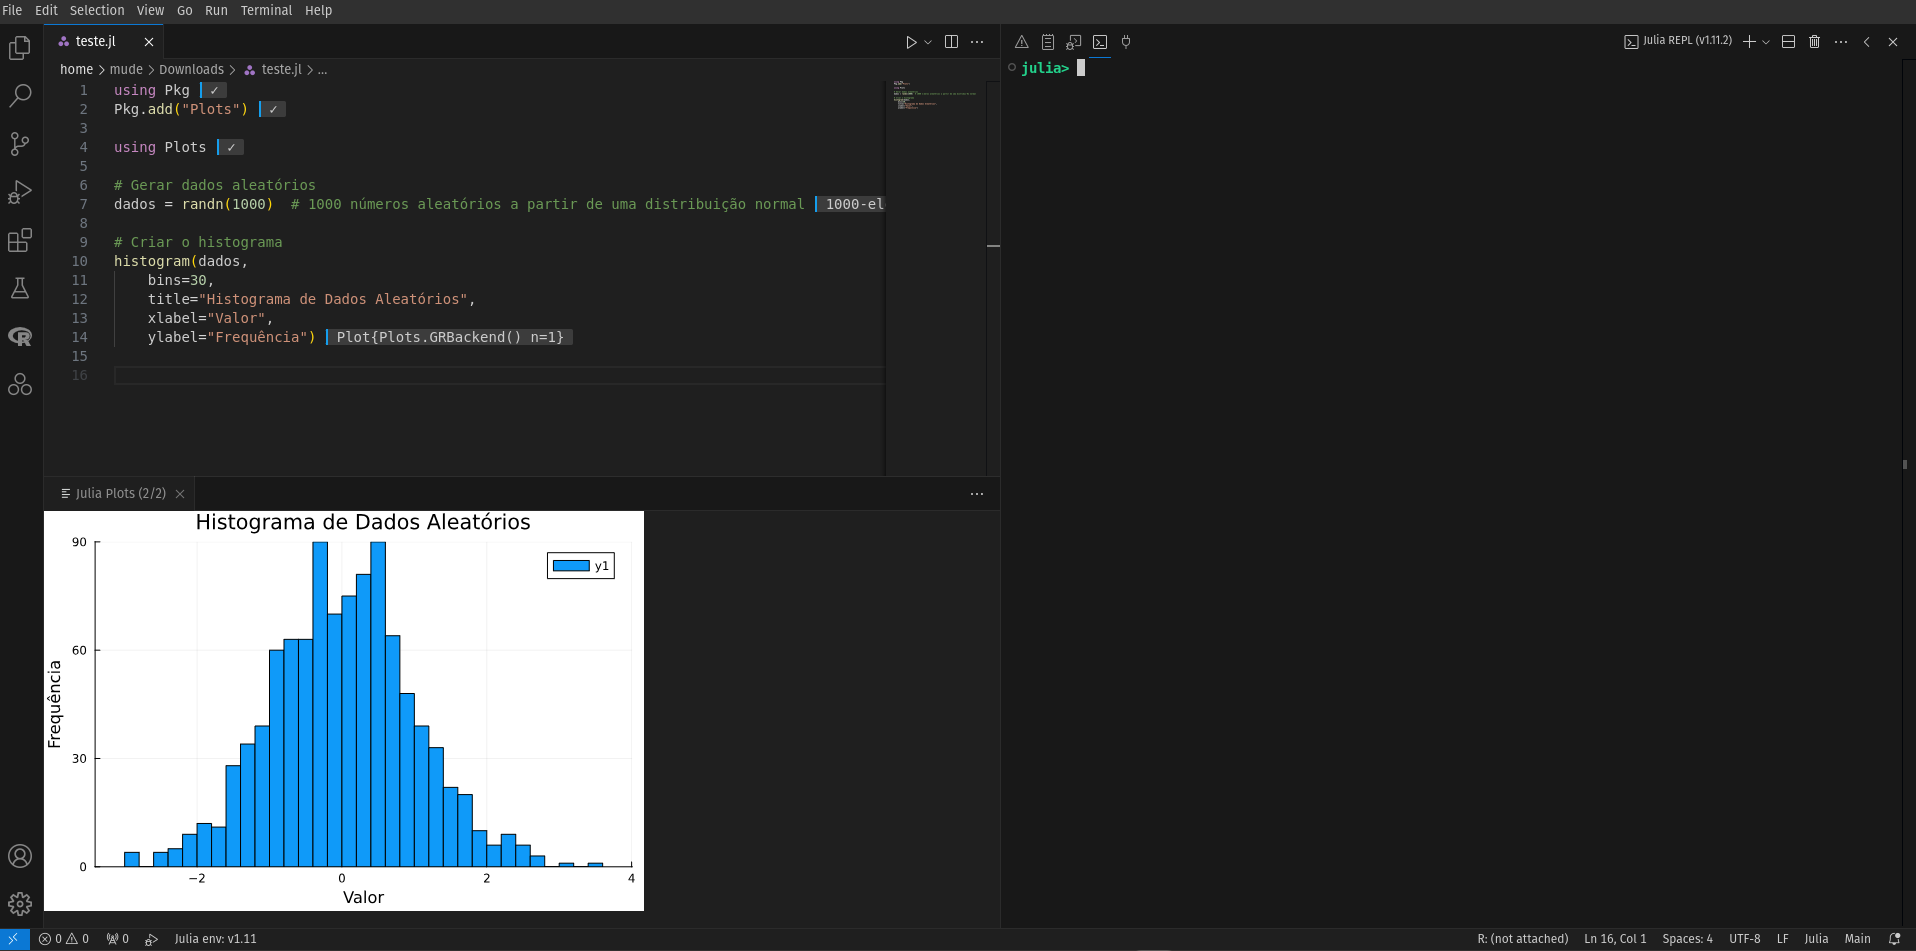 File Edit Selection View Go Run Terminal Help
teste.jl
home > mude > Downloads > teste.jl > ...
1 using Pkg ✓
2 Pkg.add("Plots") ✓
3
4 using Plots ✓
5
6 # Gerar dados aleatórios
7 dados = randn(1000)  # 1000 números aleatórios a partir de uma distribuição normal 1000-el
8
9 # Criar o histograma
10 histogram(dados,
11     bins=30,
12     title="Histograma de Dados Aleatórios",
13     xlabel="Valor",
14     ylabel="Frequência") Plot{Plots.GRBackend() n=1}
15
16
Julia Plots (2/2)
Histograma de Dados Aleatórios
y1
90
60
30
0
Frequência
−2 0 2 4
Valor
Julia REPL (v1.11.2)
julia>
0 0 0 Julia env: v1.11
R: (not attached) Ln 16, Col 1 Spaces: 4 UTF-8 LF Julia Main